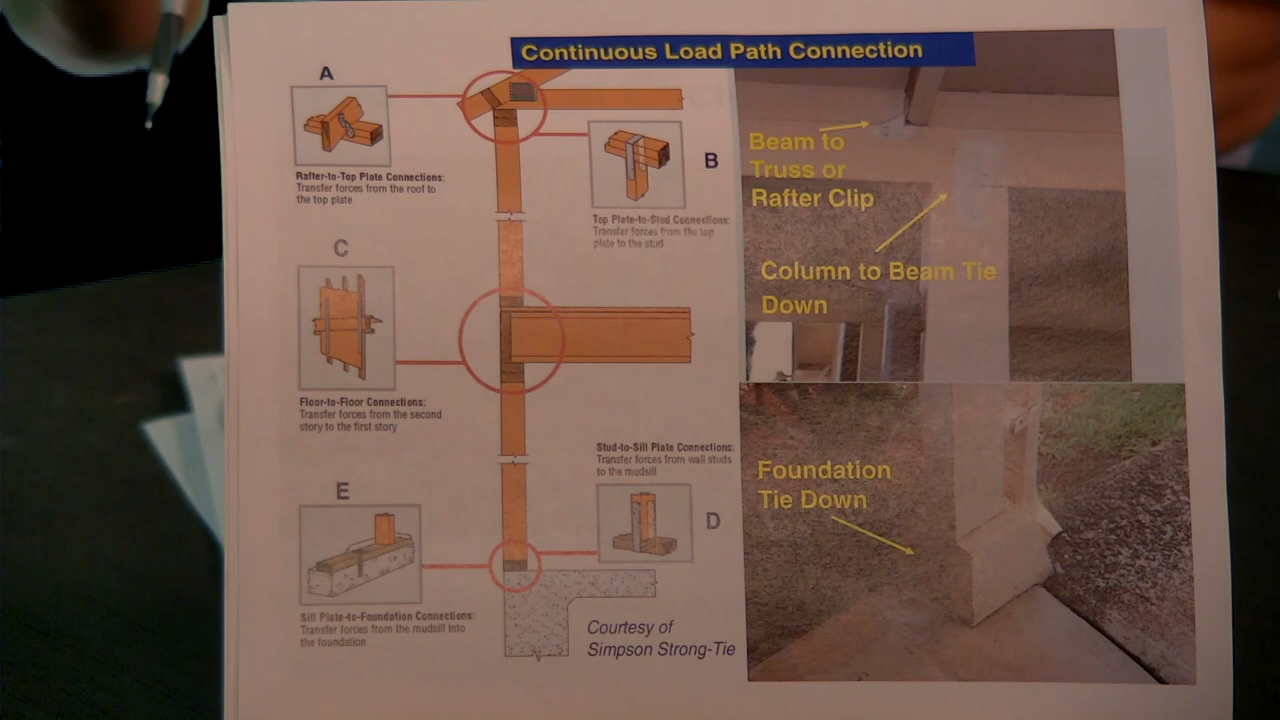 Continuous Load Path Connection
A
Rafter-to-Top Plate Connections:
Transfer forces from the roof to
the top plate
B
Top Plate-to-Stud Connections:
Transfer forces from the top
plate to the stud
C
Floor-to-Floor Connections:
Transfer forces from the second
story to the first story
Stud-to-Sill Plate Connections:
Transfer forces from wall studs
to the mudsill
D
E
Sill Plate-to-Foundation Connections:
Transfer forces from the mudsill into
the foundation
Courtesy of
Simpson Strong-Tie
Beam to
Truss or
Rafter Clip
Column to Beam Tie
Down
Foundation
Tie Down